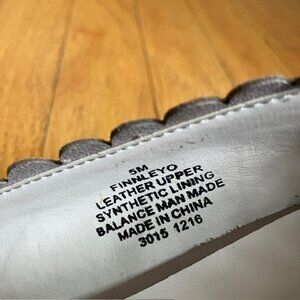 5M
FINNLEYO
LEATHER UPPER
SYNTHETIC LINING
BALANCE MAN MADE
MADE IN CHINA
3015 1216